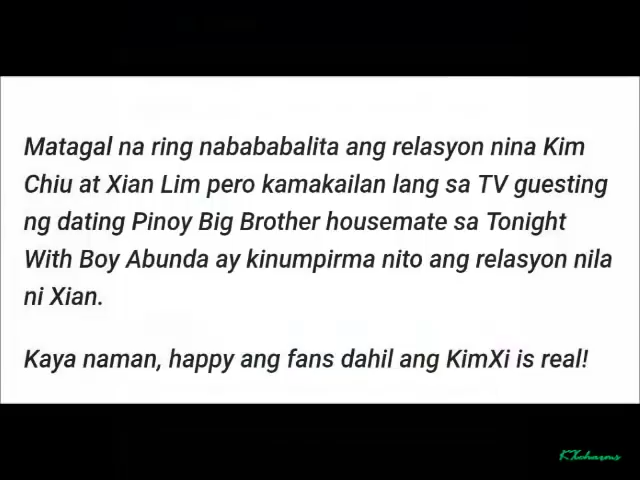 Matagal na ring nabababalita ang relasyon nina Kim
Chiu at Xian Lim pero kamakailan lang sa TV guesting
ng dating Pinoy Big Brother housemate sa Tonight
With Boy Abunda ay kinumpirma nito ang relasyon nila
ni Xian.
Kaya naman, happy ang fans dahil ang KimXi is real!